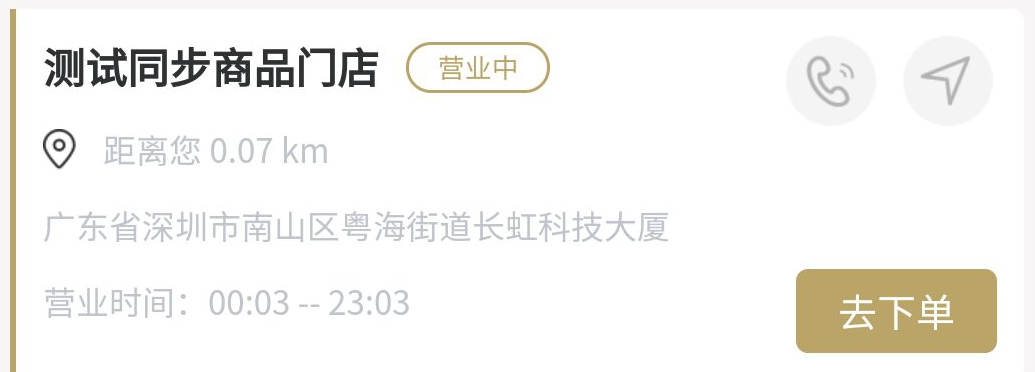 测试同步商品门店 营业中
距离您 0.07 km
广东省深圳市南山区粤海街道长虹科技大厦
营业时间：00:03 -- 23:03
去下单